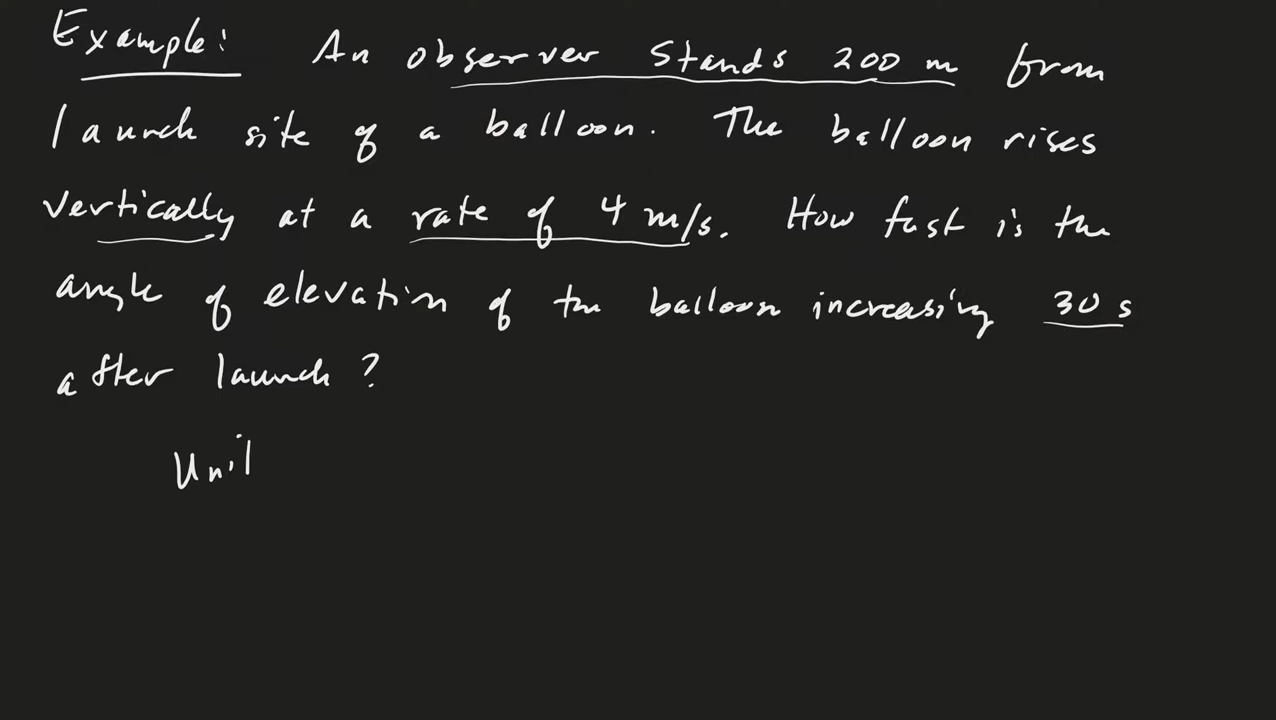 Example: An observer stands 200 m from
launch site of a balloon. The balloon rises
vertically at a rate of 4 m/s. How fast is the
angle of elevation of the balloon increasing 30 s
after launch?
Unit